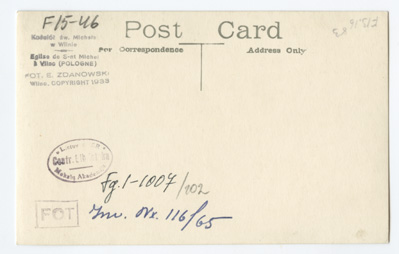 F15-46
Post Card
For Correspondence
Address Only
Kościół św. Michała
w Wilnie
Eglise de S-nt Michel
à Vilno (POLOGNE)
FOT. E. ZDANOWSKI
Wilno, COPYRIGHT 1933
Fg.1-1007/202
FOT
Inv. Nr. 116/65